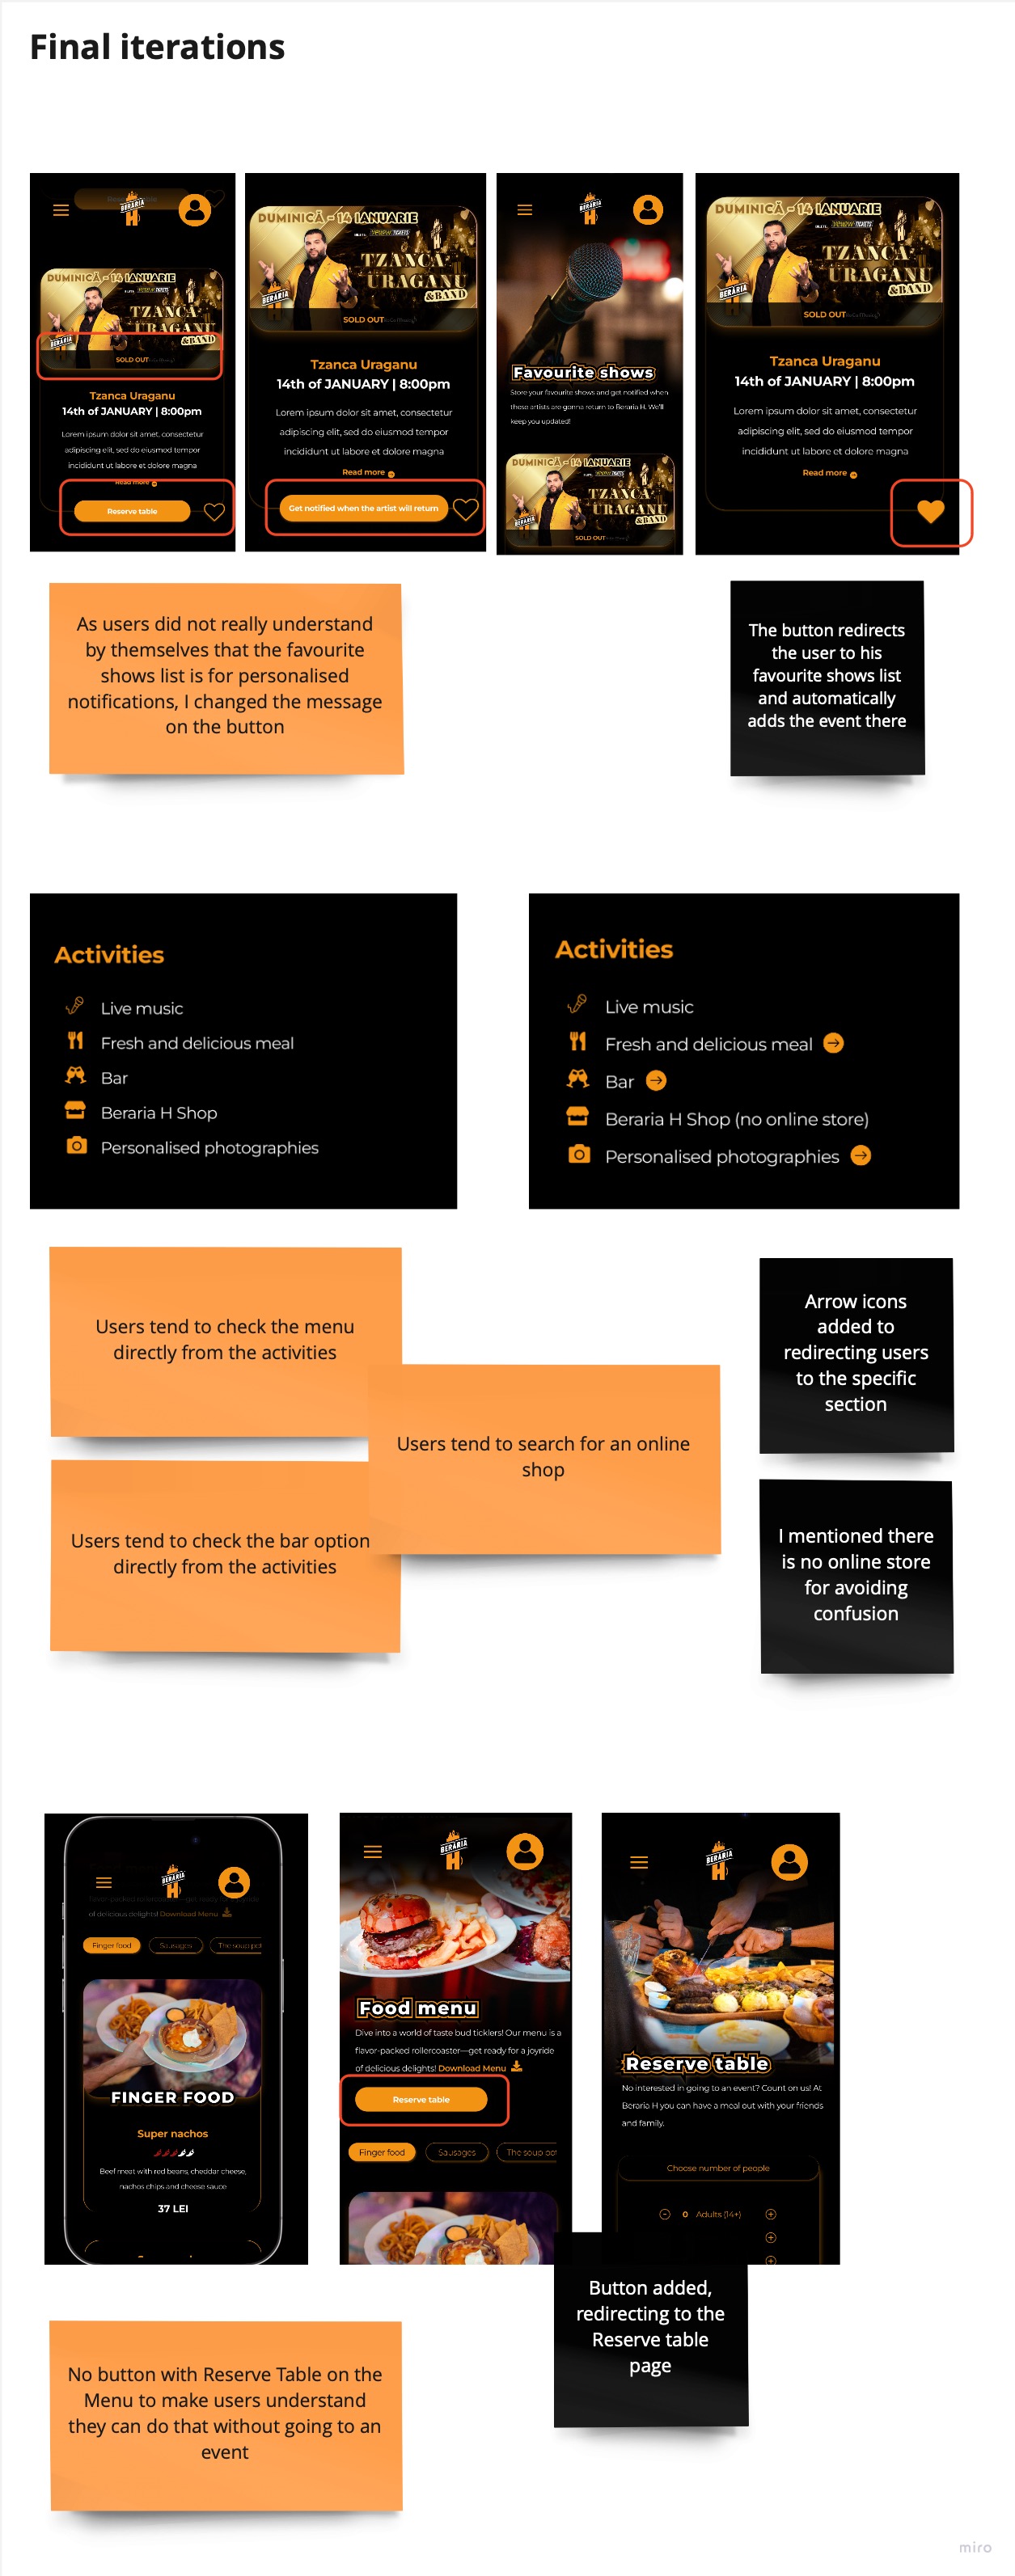 Final iterations
BERĂRIA
H
DUMINICĂ - 14 IANUARIE
TZANCA
URAGANU
&BAND
BERĂRIA
SOLD OUT
Tzanca Uraganu
14th of JANUARY | 8:00pm
Lorem ipsum dolor sit amet, consectetur
adipiscing elit, sed do eiusmod tempor
incididunt ut labore et dolore magna
Read more
Reserve table
DUMINICĂ - 14 IANUARIE
TZANCA
URAGANU
&BAND
BERĂRIA
H
SOLD OUT
Tzanca Uraganu
14th of JANUARY | 8:00pm
Lorem ipsum dolor sit amet, consectetur
adipiscing elit, sed do eiusmod tempor
incididunt ut labore et dolore magna
Read more
Get notified when the artist will return
BERĂRIA
H
Favourite shows
Store your favourite shows and get notified when
those artists are gonna return to Beraria H. We'll
keep you updated!
DUMINICĂ - 14 IANUARIE
TZANCA
URAGANU
&BAND
BERĂRIA
H
SOLD OUT
DUMINICĂ - 14 IANUARIE
TZANCA
URAGANU
&BAND
BERĂRIA
H
SOLD OUT
Tzanca Uraganu
14th of JANUARY | 8:00pm
Lorem ipsum dolor sit amet, consectetur
adipiscing elit, sed do eiusmod tempor
incididunt ut labore et dolore magna
Read more
As users did not really understand
by themselves that the favourite
shows list is for personalised
notifications, I changed the message
on the button
The button redirects
the user to his
favourite shows list
and automatically
adds the event there
Activities
Live music
Fresh and delicious meal
Bar
Beraria H Shop
Personalised photographies
Activities
Live music
Fresh and delicious meal
Bar
Beraria H Shop (no online store)
Personalised photographies
Users tend to check the menu
directly from the activities
Users tend to search for an online
shop
Users tend to check the bar option
directly from the activities
Arrow icons
added to
redirecting users
to the specific
section
I mentioned there
is no online store
for avoiding
confusion
BERĂRIA
H
of delicious delights! Download Menu
Finger food
Sausages
The soup pot
FINGER FOOD
Super nachos
Beef meat with red beans, cheddar cheese,
nachos chips and cheese sauce
37 LEI
BERĂRIA
H
Food menu
Dive into a world of taste bud ticklers! Our menu is a
flavor-packed rollercoaster—get ready for a joyride
of delicious delights! Download Menu
Reserve table
Finger food
Sausages
The soup pot
BERĂRIA
H
Reserve table
No interested in going to an event? Count on us! At
Beraria H you can have a meal out with your friends
and family.
Choose number of people
0 Adults (14+)
Button added,
redirecting to the
Reserve table
page
No button with Reserve Table on the
Menu to make users understand
they can do that without going to an
event
miro